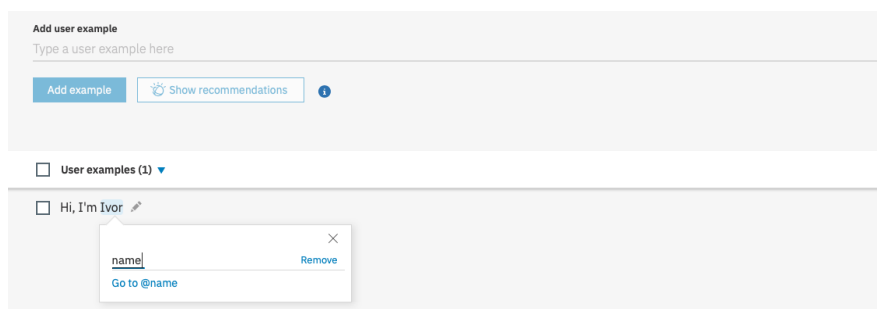 Add user example
Type a user example here
Add example
Show recommendations
i
User examples (1) ▼
Hi, I'm Ivor
name
Remove
Go to @name